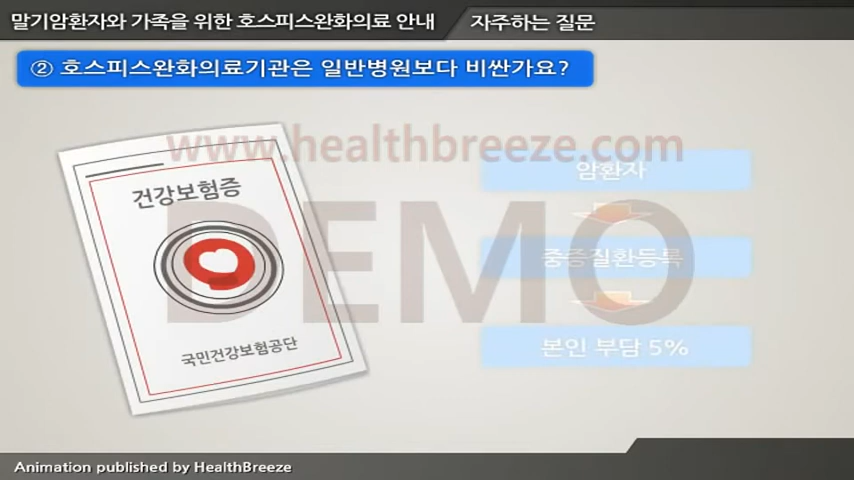 말기암환자와 가족을 위한 호스피스완화의료 안내
자주하는 질문
② 호스피스완화의료기관은 일반병원보다 비싼가요?
www.healthbreeze.com
DEMO
건강보험증
국민건강보험공단
암환자
중증질환등록
본인 부담 5%
Animation published by HealthBreeze